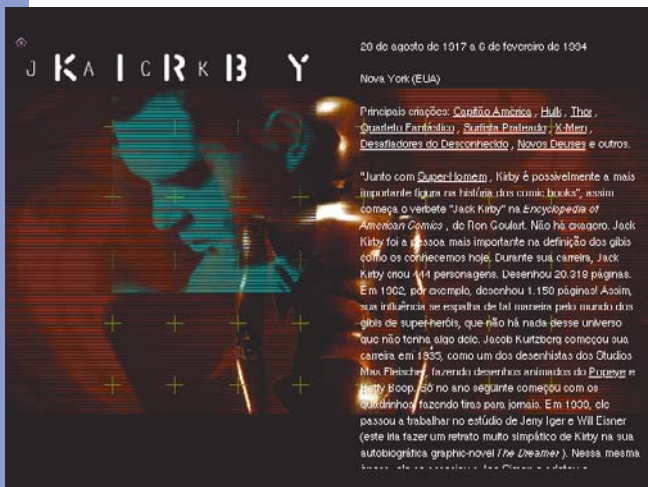 JKAICRKBY
20 de agosto de 1917 a 6 de fevereiro de 1994
Nova York (EUA)
Principais criações: Capitão América , Hulk , Thor ,
Quarteto Fantástico , Surfista Prateado , X-Men ,
Desafiadores do Desconhecido , Novos Deuses e outros.
"Junto com Super-Homem , Kirby é possivelmente a mais
importante figura na história dos comic books", assim
começa o verbete "Jack Kirby" na Encyclopedia of
American Comics , de Ron Goulart. Não há exagero. Jack
Kirby foi a pessoa mais importante na definição dos gibis
como os conhecemos hoje. Durante sua carreira, Jack
Kirby criou 444 personagens. Desenhou 20.318 páginas.
Em 1962, por exemplo, desenhou 1.158 páginas! Assim,
sua influência se espalha de tal maneira pelo mundo dos
gibis de super-heróis, que não há nada desse universo
que não tenha algo dele. Jacob Kurtzberg começou sua
carreira em 1935, como um dos desenhistas dos Studios
Max Fleischer, fazendo desenhos animados do Popeye e
Betty Boop. Só no ano seguinte começou com os
quadrinhos, fazendo tiras para jornais. Em 1939, ele
passou a trabalhar no estúdio de Jerry Iger e Will Eisner
(este iria fazer um retrato muito simpático de Kirby na sua
autobiográfica graphic-novel The Dreamer ). Nessa mesma